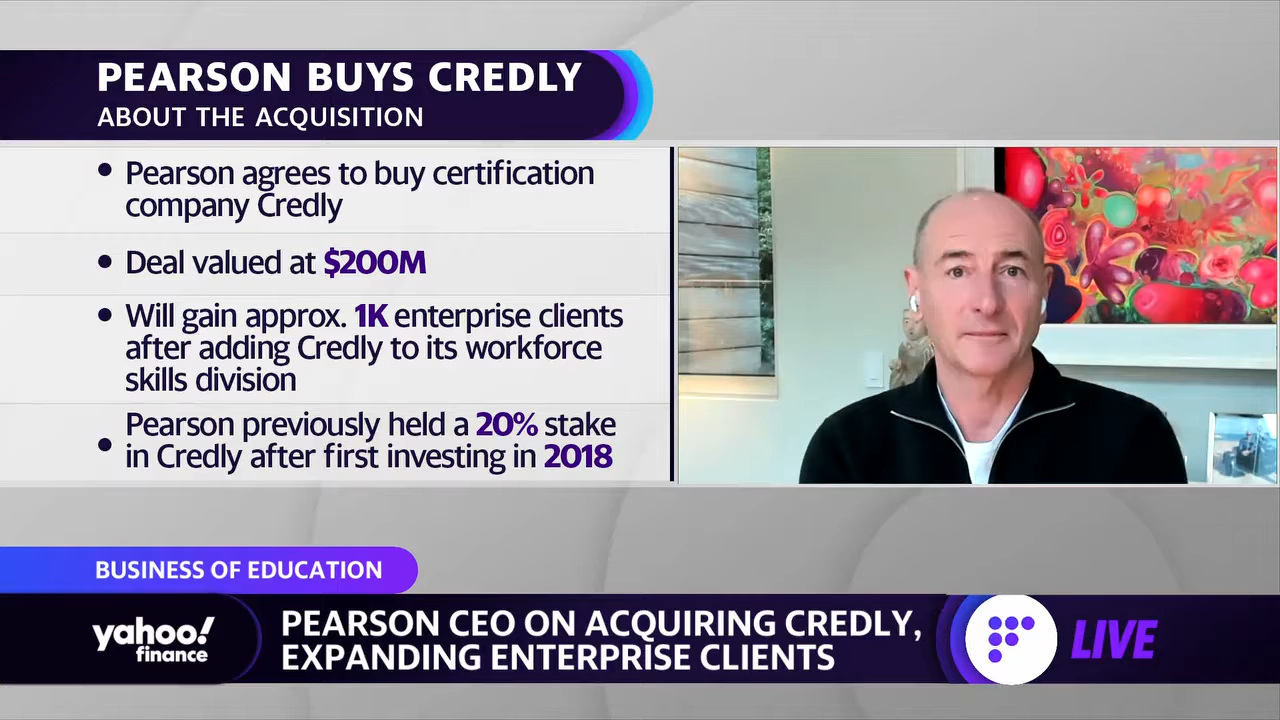 PEARSON BUYS CREDLY
ABOUT THE ACQUISITION
• Pearson agrees to buy certification
company Credly
• Deal valued at $200M
• Will gain approx. 1K enterprise clients
after adding Credly to its workforce
skills division
• Pearson previously held a 20% stake
in Credly after first investing in 2018
BUSINESS OF EDUCATION
yahoo!
finance
PEARSON CEO ON ACQUIRING CREDLY,
EXPANDING ENTERPRISE CLIENTS
LIVE